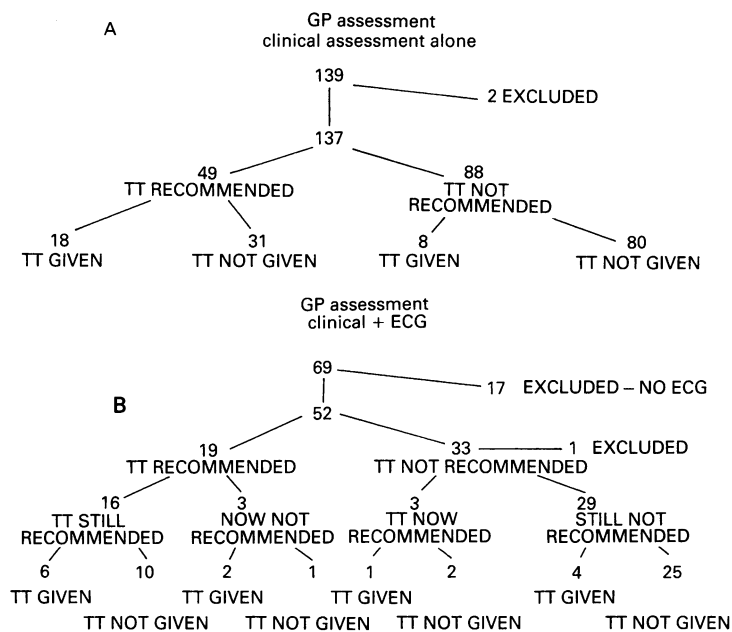 A
GP assessment
clinical assessment alone
139
2 EXCLUDED
137
49
TT RECOMMENDED
88
TT NOT
RECOMMENDED
18
TT GIVEN
31
TT NOT GIVEN
8
TT GIVEN
80
TT NOT GIVEN
GP assessment
clinical + ECG
B
69
17 EXCLUDED – NO ECG
52
19
TT RECOMMENDED
33
TT NOT RECOMMENDED
1 EXCLUDED
16
TT STILL
RECOMMENDED
3
NOW NOT
RECOMMENDED
3
TT NOW
RECOMMENDED
29
STILL NOT
RECOMMENDED
6
TT GIVEN
10
TT NOT GIVEN
2
TT GIVEN
1
TT NOT GIVEN
1
TT GIVEN
2
TT NOT GIVEN
4
TT GIVEN
25
TT NOT GIVEN